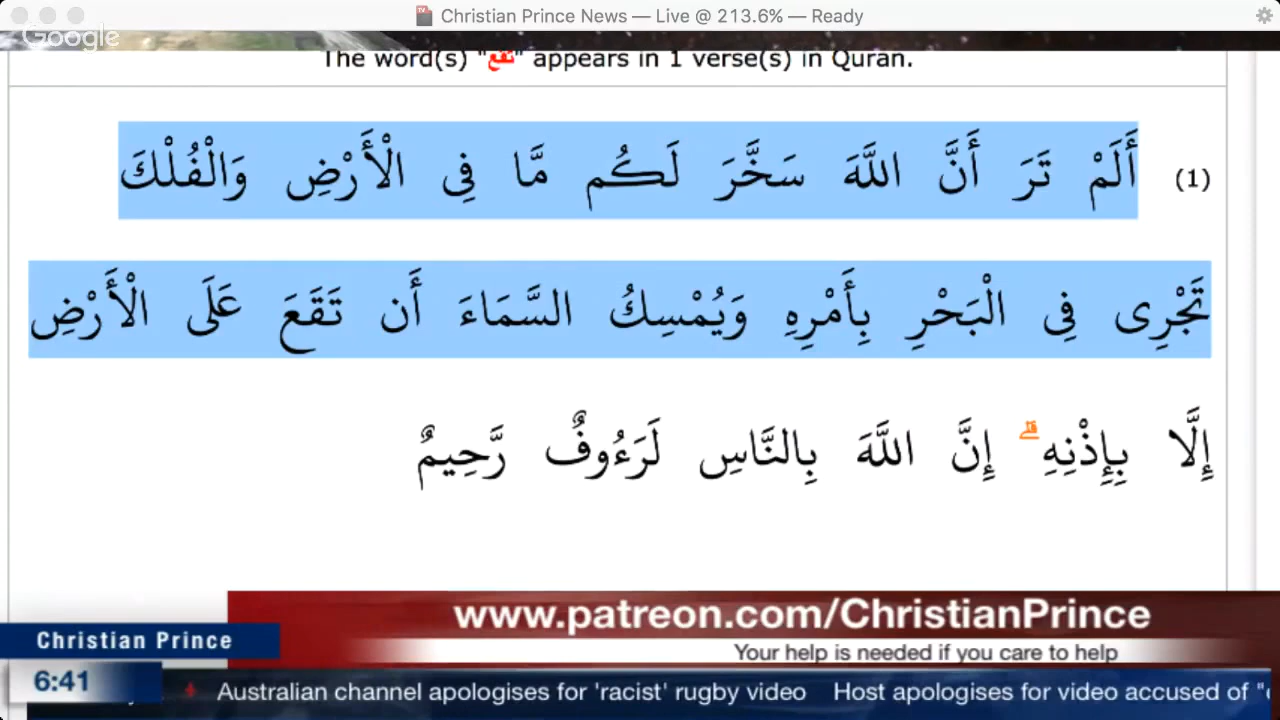 Christian Prince News — Live @ 213.6% — Ready
Google
The word(s) "تقع" appears in 1 verse(s) in Quran.
(1) أَلَمْ تَرَ أَنَّ اللَّهَ سَخَّرَ لَكُم مَّا فِى الْأَرْضِ وَالْفُلْكَ
تَجْرِى فِى الْبَحْرِ بِأَمْرِهِ وَيُمْسِكُ السَّمَاءَ أَن تَقَعَ عَلَى الْأَرْضِ
إِلَّا بِإِذْنِهِ ۗ إِنَّ اللَّهَ بِالنَّاسِ لَرَءُوفٌ رَّحِيمٌ
www.patreon.com/ChristianPrince
Christian Prince
Your help is needed if you care to help
6:41
Australian channel apologises for 'racist' rugby video Host apologises for video accused of